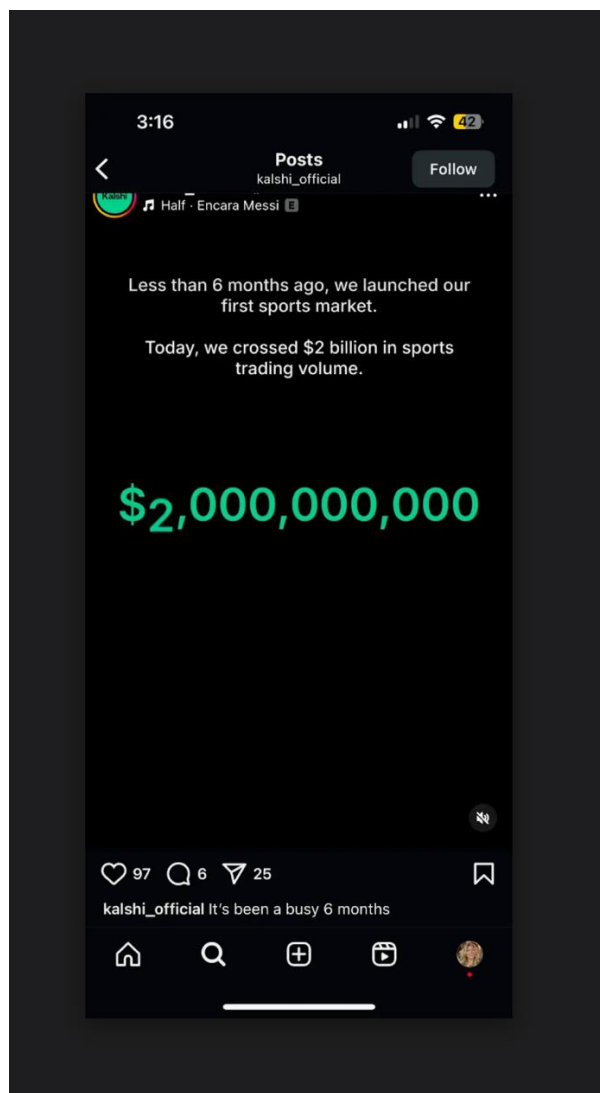 3:16
42
Posts
kalshi_official
Follow
Kalshi
Half · Encara Messi E
Less than 6 months ago, we launched our
first sports market.
Today, we crossed $2 billion in sports
trading volume.
$2,000,000,000
97 6 25
kalshi_official It's been a busy 6 months